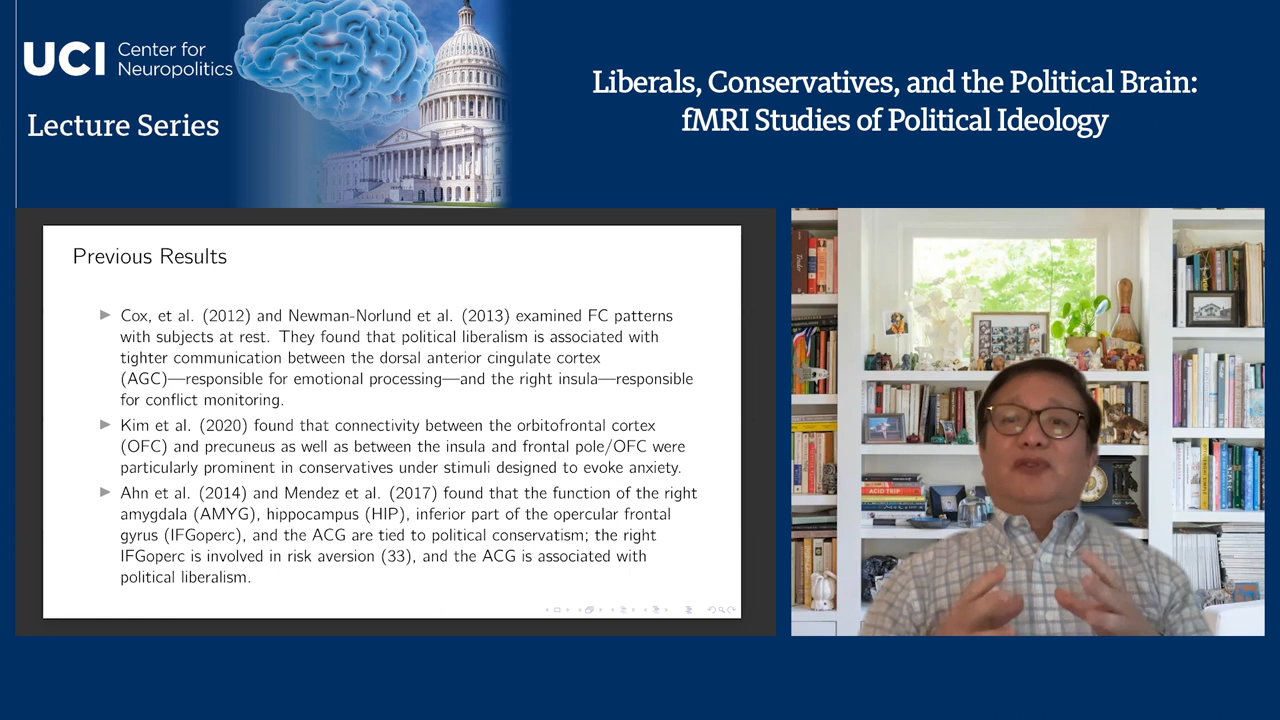 UCI Center for
Neuropolitics
Lecture Series
Liberals, Conservatives, and the Political Brain:
fMRI Studies of Political Ideology
Previous Results
Cox, et al. (2012) and Newman-Norlund et al. (2013) examined FC patterns
with subjects at rest. They found that political liberalism is associated with
tighter communication between the dorsal anterior cingulate cortex
(AGC)—responsible for emotional processing—and the right insula—responsible
for conflict monitoring.
Kim et al. (2020) found that connectivity between the orbitofrontal cortex
(OFC) and precuneus as well as between the insula and frontal pole/OFC were
particularly prominent in conservatives under stimuli designed to evoke anxiety.
Ahn et al. (2014) and Mendez et al. (2017) found that the function of the right
amygdala (AMYG), hippocampus (HIP), inferior part of the opercular frontal
gyrus (IFGoperc), and the ACG are tied to political conservatism; the right
IFGoperc is involved in risk aversion (33), and the ACG is associated with
political liberalism.
ACID TRIP